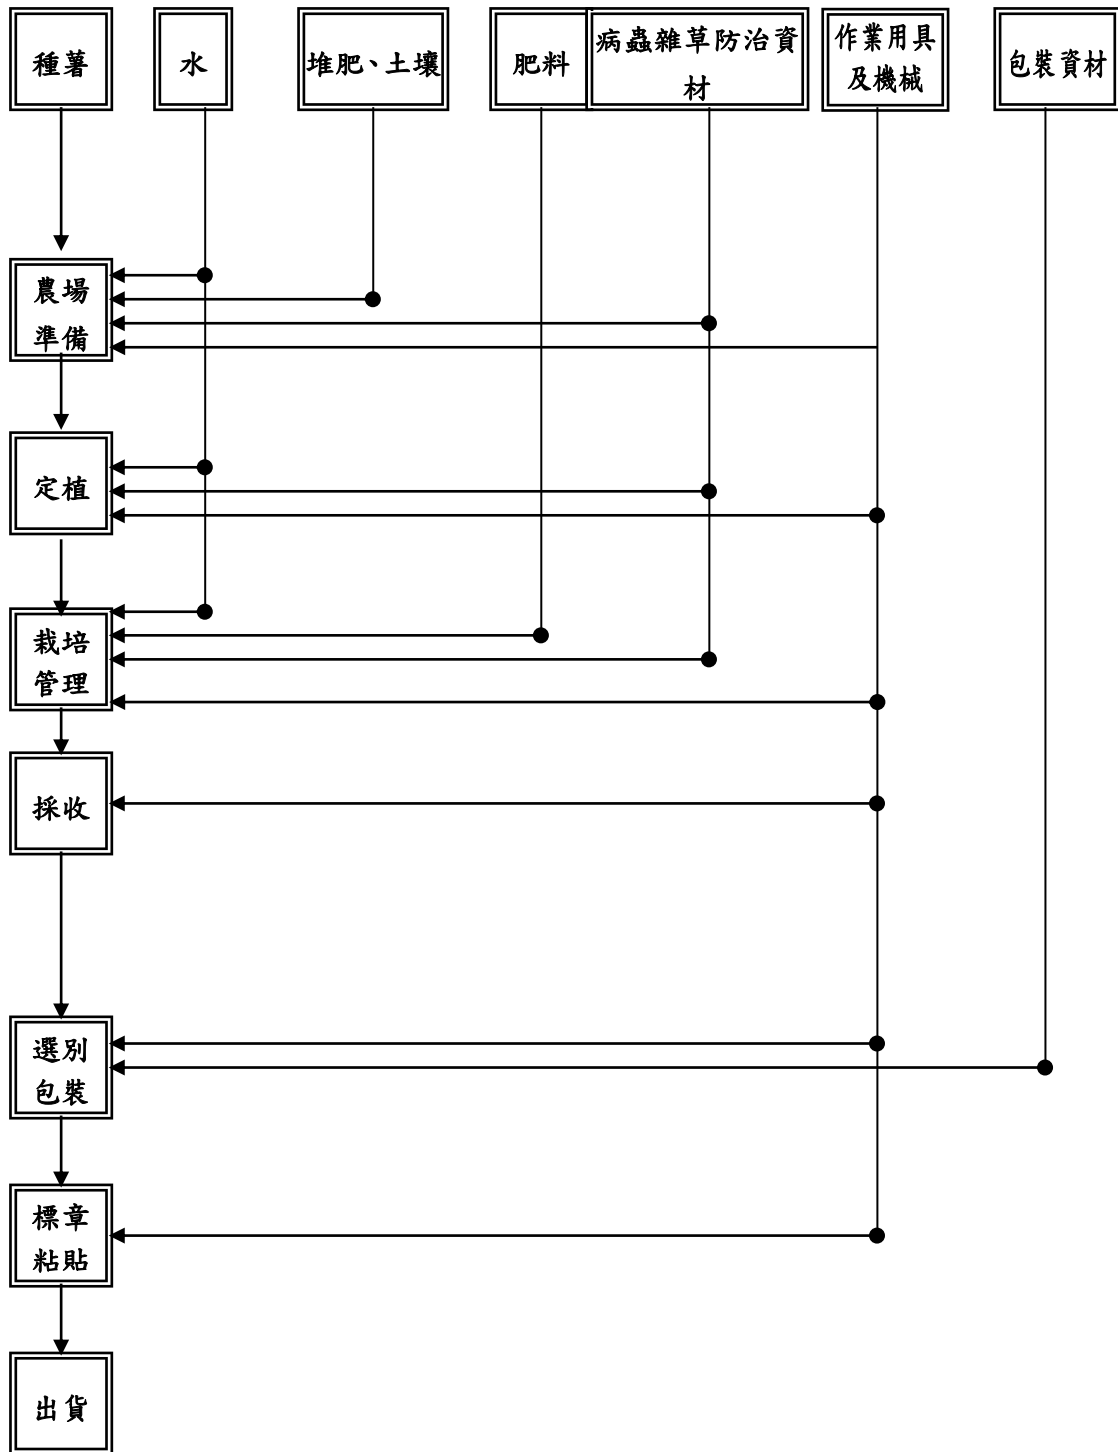 種薯
水
堆肥、土壤
肥料
病蟲雜草防治資
材
作業用具
及機械
包裝資材
農場
準備
定植
栽培
管理
採收
選別
包裝
標章
粘貼
出貨